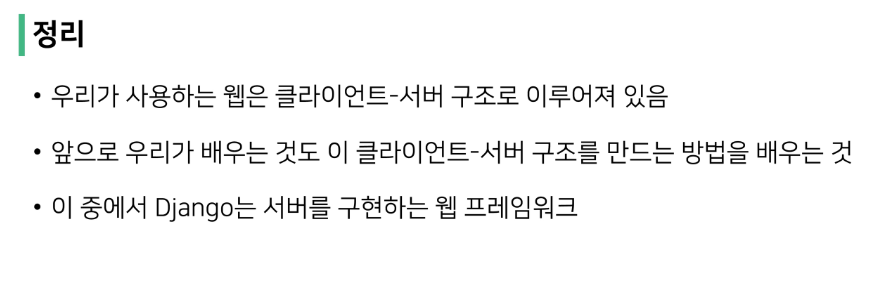 정리
• 우리가 사용하는 웹은 클라이언트-서버 구조로 이루어져 있음
• 앞으로 우리가 배우는 것도 이 클라이언트-서버 구조를 만드는 방법을 배우는 것
• 이 중에서 Django는 서버를 구현하는 웹 프레임워크